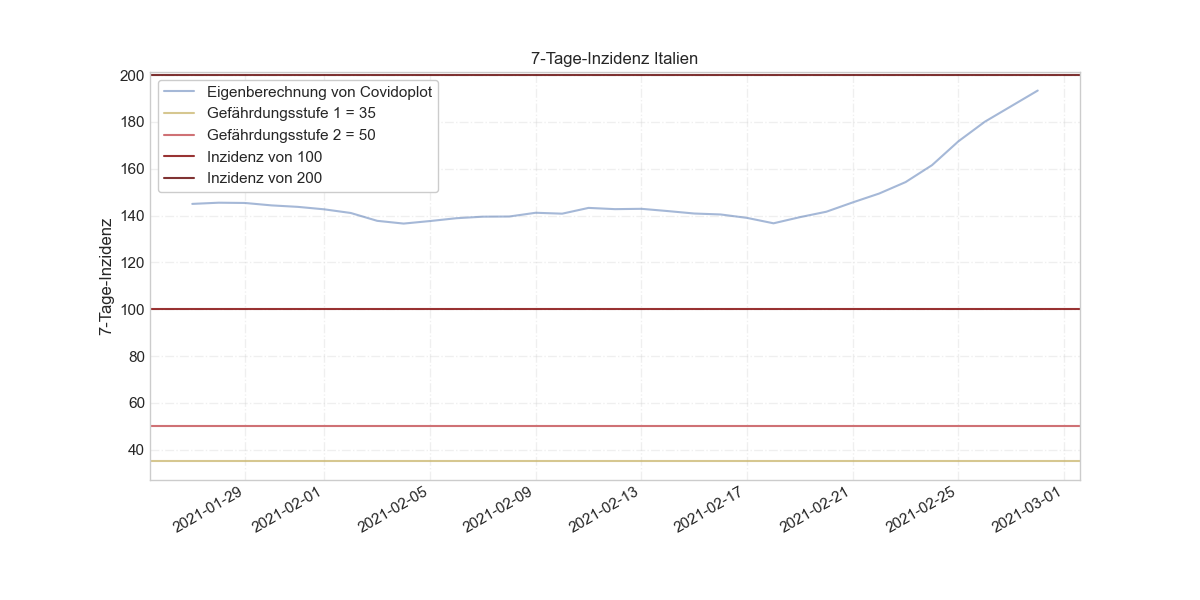 7-Tage-Inzidenz Italien
7-Tage-Inzidenz
200
180
160
140
120
100
80
60
40
Eigenberechnung von Covidoplot
Gefährdungsstufe 1 = 35
Gefährdungsstufe 2 = 50
Inzidenz von 100
Inzidenz von 200
2021-01-29
2021-02-01
2021-02-05
2021-02-09
2021-02-13
2021-02-17
2021-02-21
2021-02-25
2021-03-01